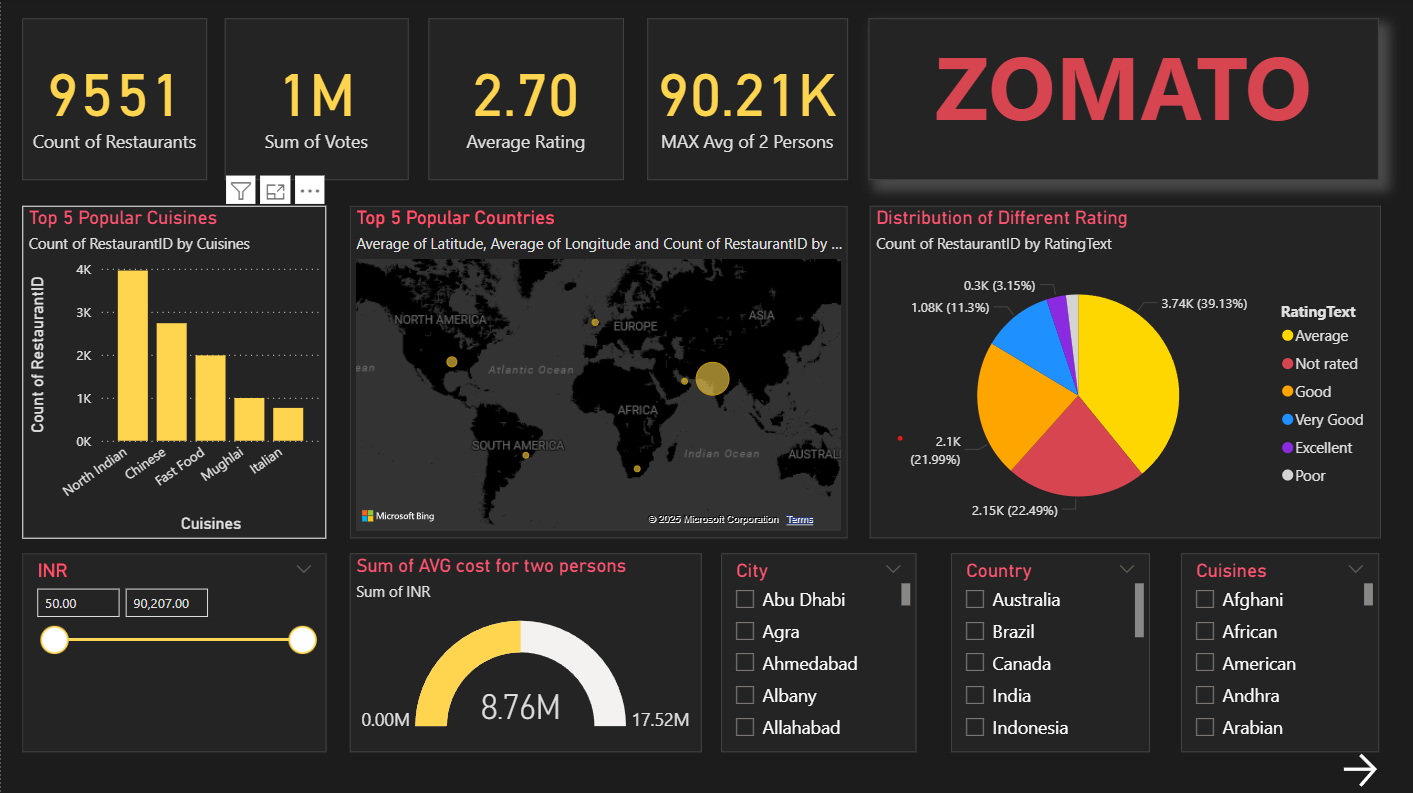 9551
Count of Restaurants
1M
Sum of Votes
2.70
Average Rating
90.21K
MAX Avg of 2 Persons
ZOMATO
Top 5 Popular Cuisines
Count of RestaurantID by Cuisines
Count of RestaurantID
4K
3K
2K
1K
0K
North Indian
Chinese
Fast Food
Mughlai
Italian
Cuisines
Top 5 Popular Countries
Average of Latitude, Average of Longitude and Count of RestaurantID by ...
NORTH AMERICA
EUROPE
ASIA
ean
Atlantic Ocean
AFRICA
SOUTH AMERICA
Indian Ocean
AUSTRALI
Microsoft Bing
© 2025 Microsoft Corporation
Terms
Distribution of Different Rating
Count of RestaurantID by RatingText
0.3K (3.15%)
1.08K (11.3%)
3.74K (39.13%)
2.1K
(21.99%)
2.15K (22.49%)
RatingText
Average
Not rated
Good
Very Good
Excellent
Poor
INR
50.00
90,207.00
Sum of AVG cost for two persons
Sum of INR
0.00M
8.76M
17.52M
City
Abu Dhabi
Agra
Ahmedabad
Albany
Allahabad
Country
Australia
Brazil
Canada
India
Indonesia
Cuisines
Afghani
African
American
Andhra
Arabian